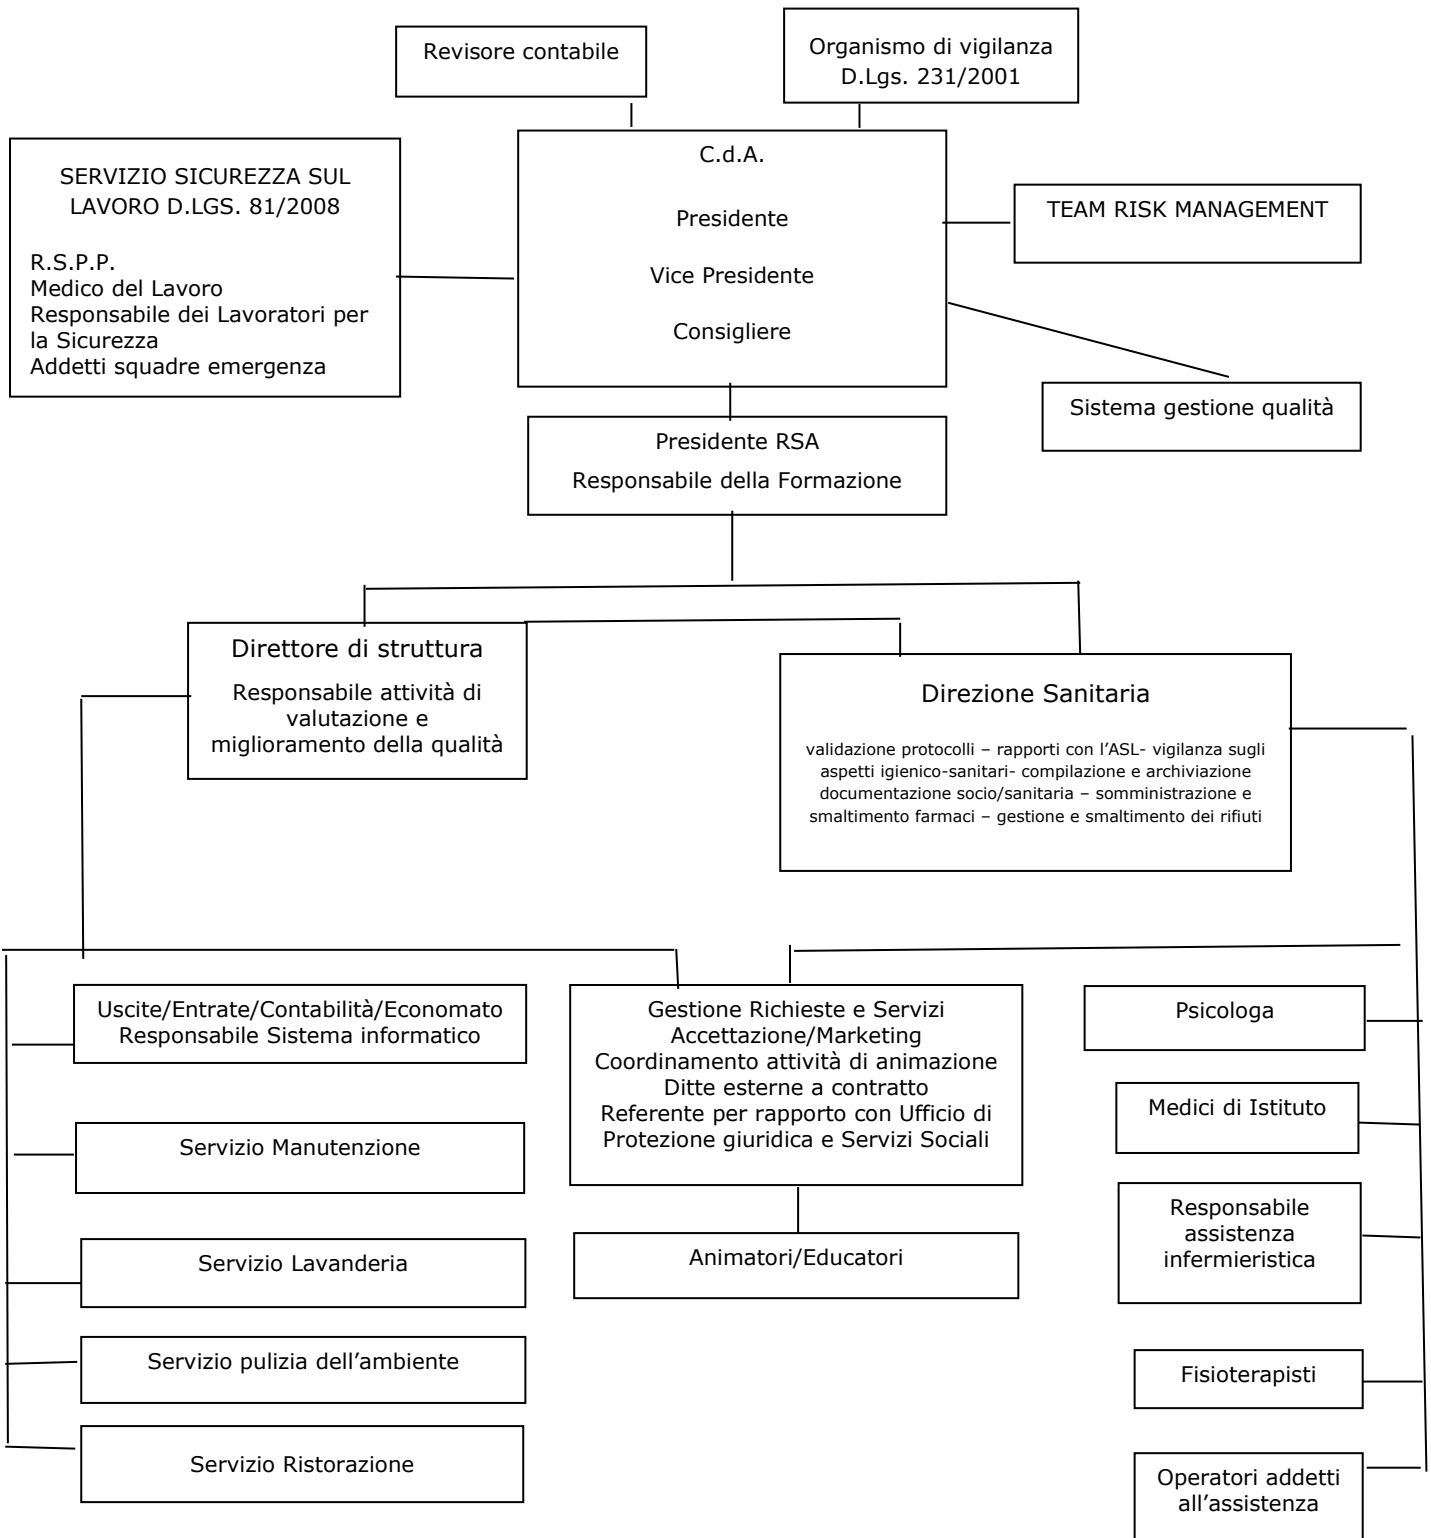 Revisore contabile
Organismo di vigilanza
D.Lgs. 231/2001
SERVIZIO SICUREZZA SUL
LAVORO D.LGS. 81/2008
R.S.P.P.
Medico del Lavoro
Responsabile dei Lavoratori per
la Sicurezza
Addetti squadre emergenza
C.d.A.
Presidente
Vice Presidente
Consigliere
TEAM RISK MANAGEMENT
Sistema gestione qualità
Presidente RSA
Responsabile della Formazione
Direttore di struttura
Responsabile attività di
valutazione e
miglioramento della qualità
Direzione Sanitaria
validazione protocolli – rapporti con l'ASL- vigilanza sugli
aspetti igienico-sanitari- compilazione e archiviazione
documentazione socio/sanitaria – somministrazione e
smaltimento farmaci – gestione e smaltimento dei rifiuti
Uscite/Entrate/Contabilità/Economato
Responsabile Sistema informatico
Servizio Manutenzione
Servizio Lavanderia
Servizio pulizia dell'ambiente
Servizio Ristorazione
Gestione Richieste e Servizi
Accettazione/Marketing
Coordinamento attività di animazione
Ditte esterne a contratto
Referente per rapporto con Ufficio di
Protezione giuridica e Servizi Sociali
Animatori/Educatori
Psicologa
Medici di Istituto
Responsabile
assistenza
infermieristica
Fisioterapisti
Operatori addetti
all'assistenza